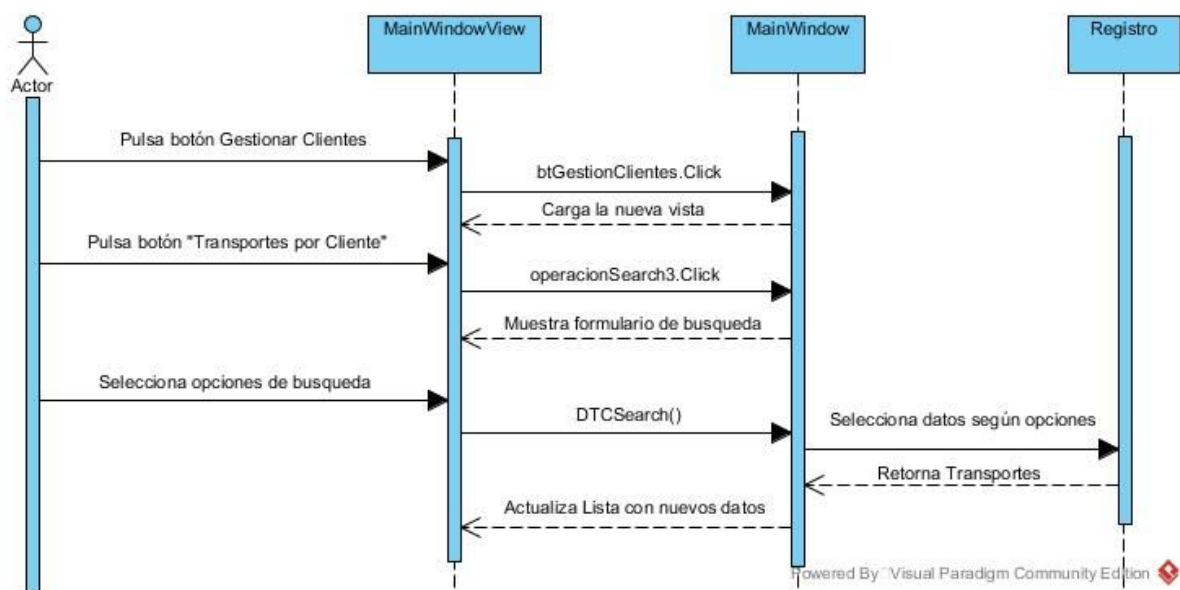 MainWindowView
MainWindow
Registro
Actor
Pulsa botón Gestionar Clientes
btGestionClientes.Click
Carga la nueva vista
Pulsa botón "Transportes por Cliente"
operacionSearch3.Click
Muestra formulario de busqueda
Selecciona opciones de busqueda
DTCSearch()
Selecciona datos según opciones
Retorna Transportes
Actualiza Lista con nuevos datos
Powered By Visual Paradigm Community Edition